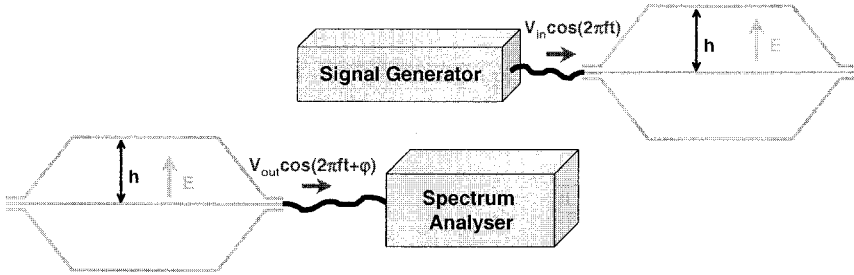 V_in cos(2πft)
h
E
Signal Generator
h
E
V_out cos(2πft+φ)
Spectrum
Analyser